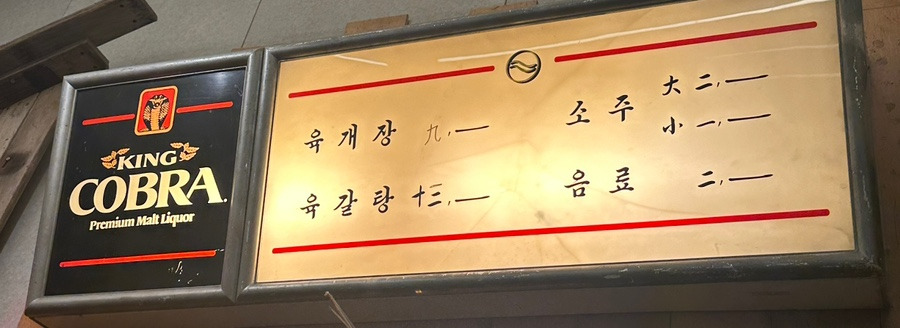 KING
COBRA
Premium Malt Liquor
육개장 九,—
육갈탕 十三,—
소주 大 二,—
小 一,—
음료 二,—